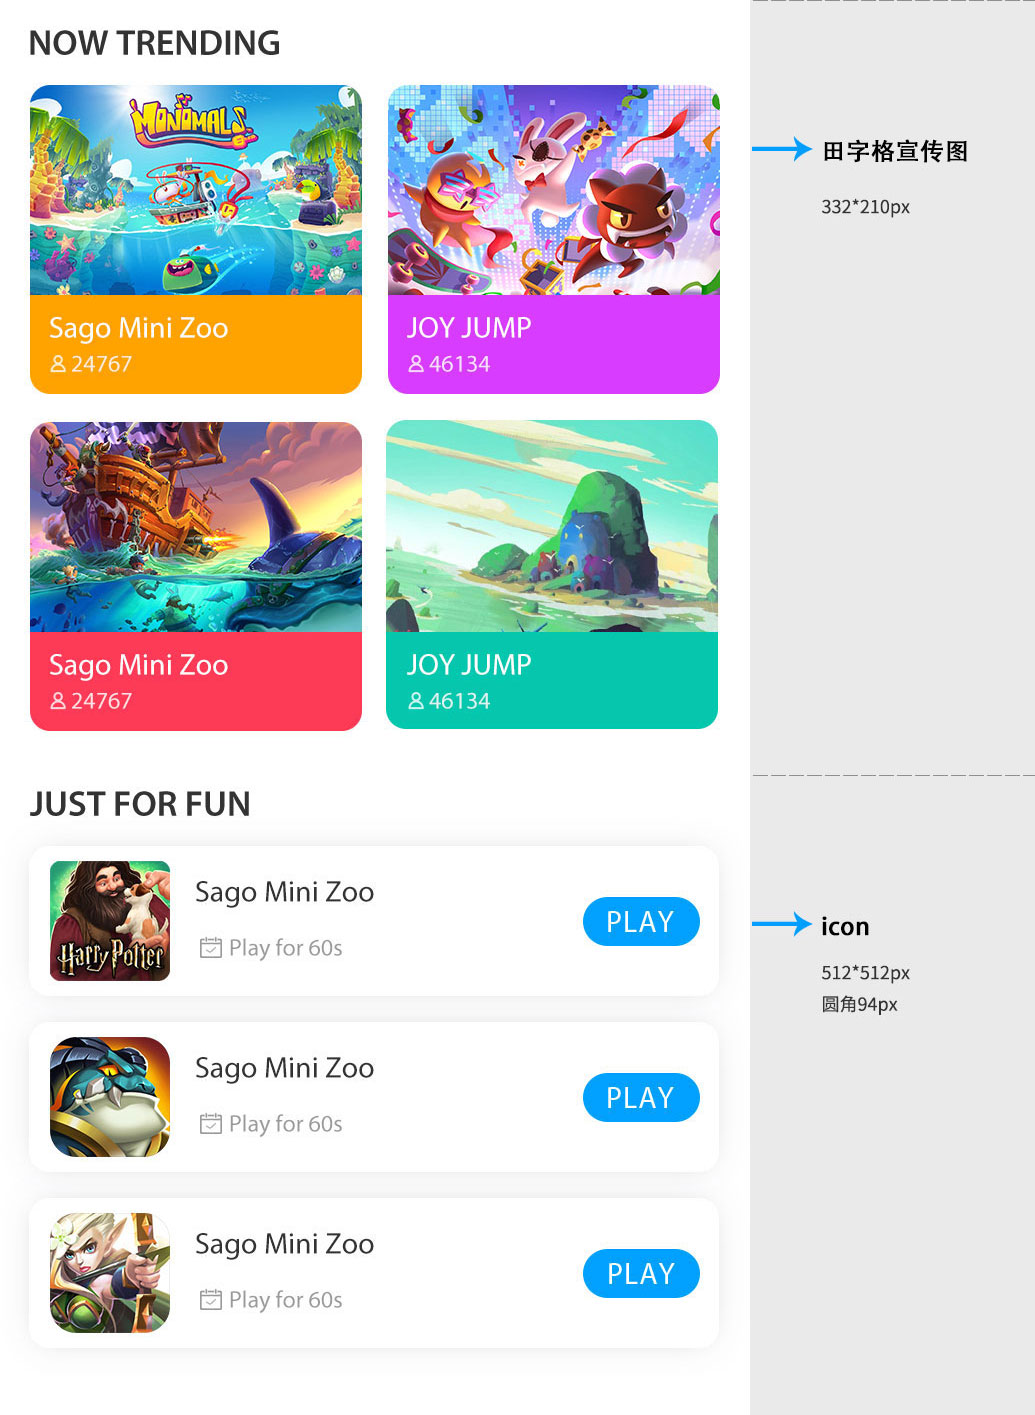 NOW TRENDING
MONOMALS
Sago Mini Zoo
24767
JOY JUMP
46134
田字格宣传图
332*210px
Sago Mini Zoo
24767
JOY JUMP
46134
JUST FOR FUN
Harry Potter
Sago Mini Zoo
Play for 60s
PLAY
icon
512*512px
圆角94px
Sago Mini Zoo
Play for 60s
PLAY
Sago Mini Zoo
Play for 60s
PLAY